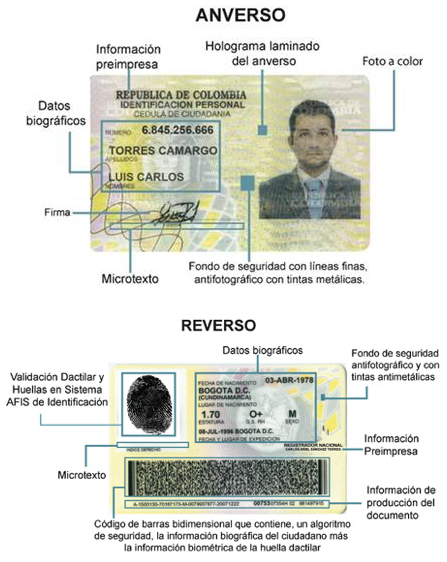 ANVERSO
Información
preimpresa
Holograma laminado
del anverso
Foto a color
REPUBLICA DE COLOMBIA
IDENTIFICACION PERSONAL
CEDULA DE CIUDADANIA
Datos
biográficos
NUMERO 6.845.256.666
TORRES CAMARGO
APELLIDOS
LUIS CARLOS
NOMBRES
Firma
Microtexto
Fondo de seguridad con líneas finas,
antifotográfico con tintas metálicas.
REVERSO
Datos biográficos
Validación Dactilar y
Huellas en Sistema
AFIS de Identificación
Fondo de seguridad
antifotográfico y con
tintas antimetálicas
FECHA DE NACIMIENTO 03-ABR-1978
BOGOTA D.C.
(CUNDINAMARCA)
LUGAR DE NACIMIENTO
1.70 O+ M
ESTATURA G.S. RH SEXO
08-JUL-1996 BOGOTA D.C.
FECHA Y LUGAR DE EXPEDICION
INDICE DERECHO
REGISTRADOR NACIONAL
CARLOS ARIEL SÁNCHEZ TORRES
Información
Preimpresa
Microtexto
Información de
producción del
documento
Código de barras bidimensional que contiene, un algoritmo
de seguridad, la información biográfica del ciudadano más
la información biométrica de la huella dactilar